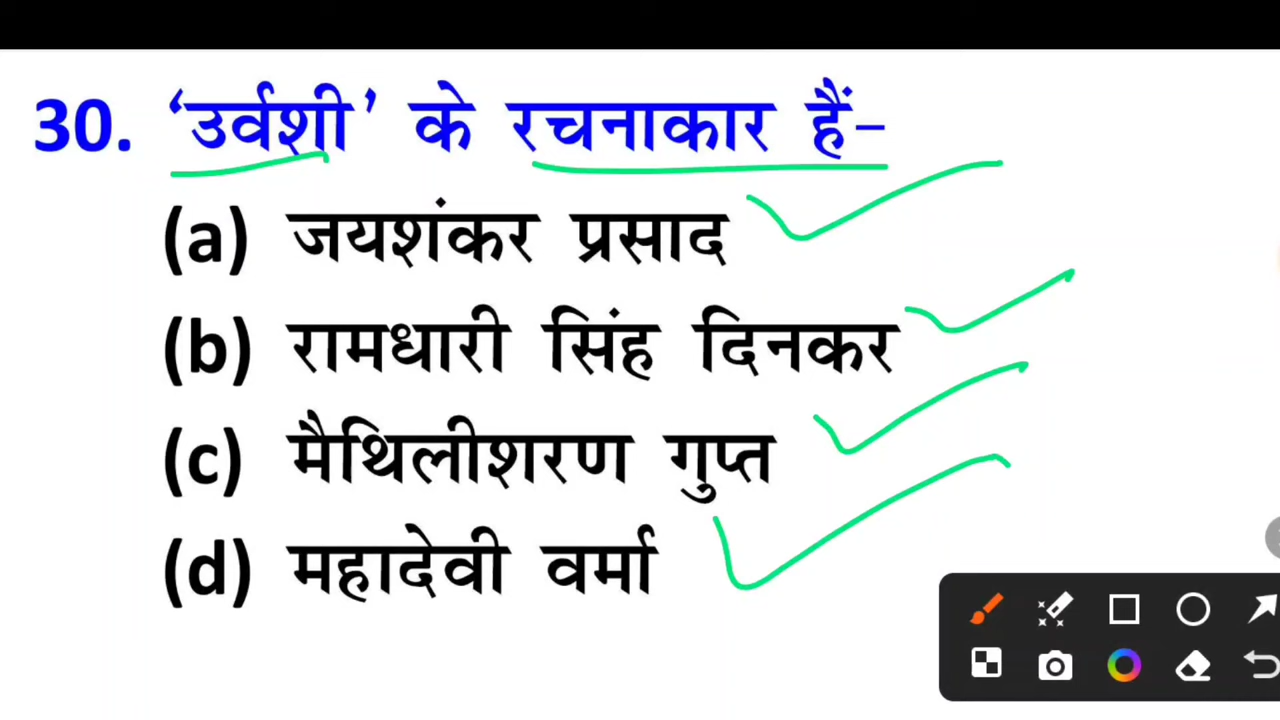 30. ‘उर्वशी’ के रचनाकार हैं–
(a) जयशंकर प्रसाद
(b) रामधारी सिंह दिनकर
(c) मैथिलीशरण गुप्त
(d) महादेवी वर्मा